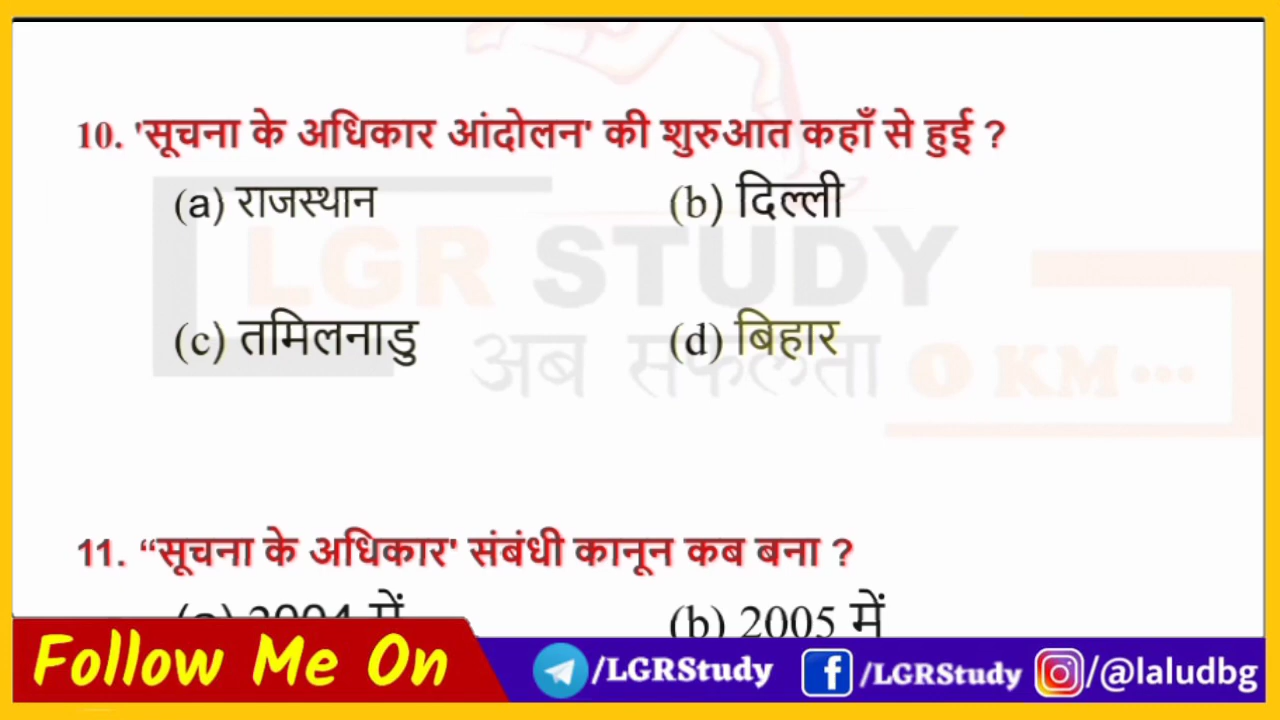 10. 'सूचना के अधिकार आंदोलन' की शुरुआत कहाँ से हुई ?
(a) राजस्थान (b) दिल्ली
LGR STUDY
(c) तमिलनाडु (d) बिहार
अब सफलता 0 KM...
11. “सूचना के अधिकार' संबंधी कानून कब बना ?
(a) 2004 में (b) 2005 में
Follow Me On /LGRStudy /LGRStudy /@laludbg